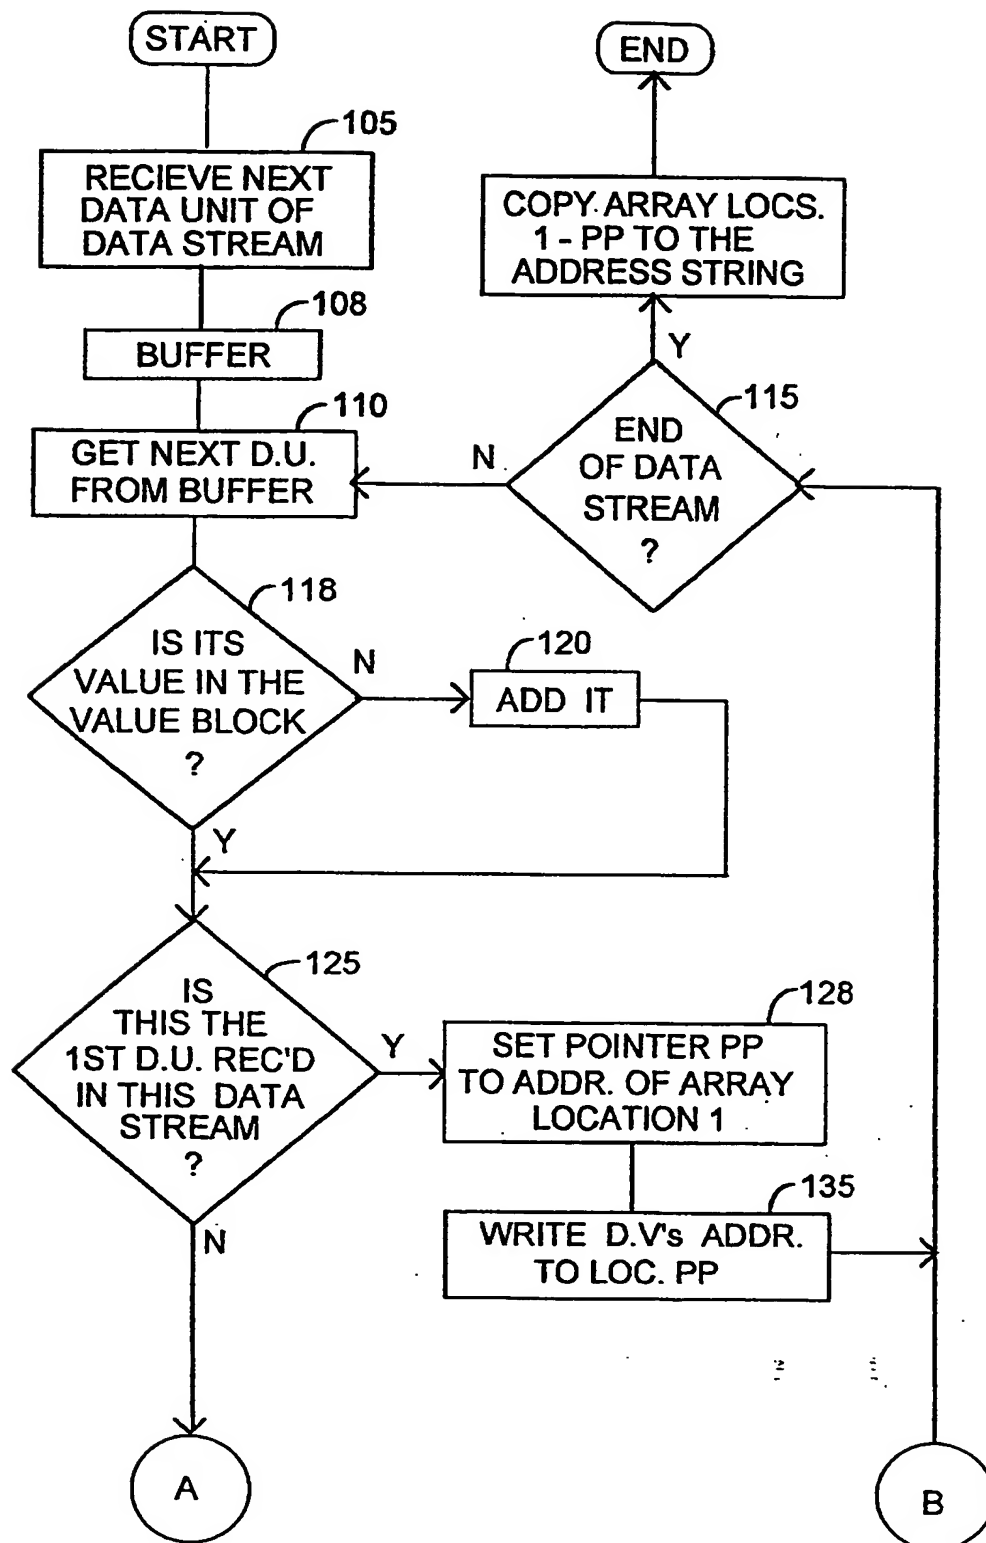 START
105
RECIEVE NEXT
DATA UNIT OF
DATA STREAM
108
BUFFER
110
GET NEXT D.U.
FROM BUFFER
118
IS ITS
VALUE IN THE
VALUE BLOCK
?
N
120
ADD IT
Y
125
IS
THIS THE
1ST D.U. REC'D
IN THIS DATA
STREAM
?
Y
128
SET POINTER PP
TO ADDR. OF ARRAY
LOCATION 1
135
WRITE D.V's ADDR.
TO LOC. PP
N
A
END
COPY ARRAY LOCS.
1 - PP TO THE
ADDRESS STRING
Y
115
END
OF DATA
STREAM
?
N
B